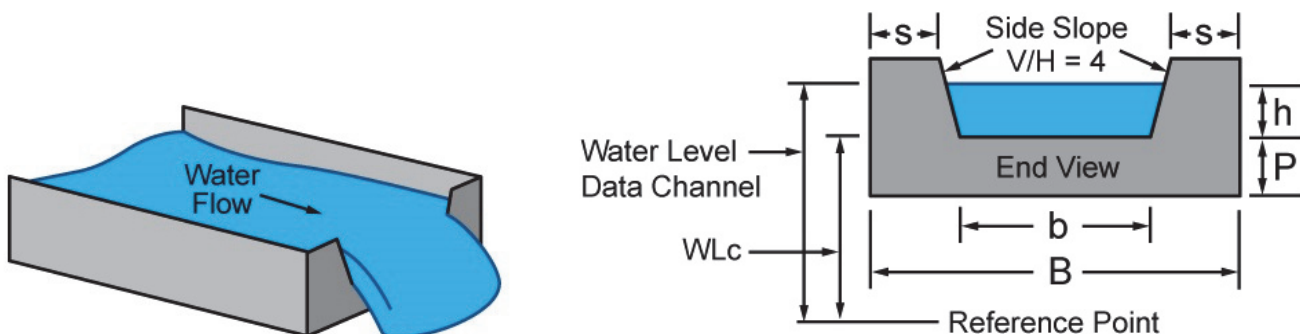 Water
Flow
s
Side Slope
V/H = 4
s
Water Level
Data Channel
WLc
End View
h
P
b
B
Reference Point